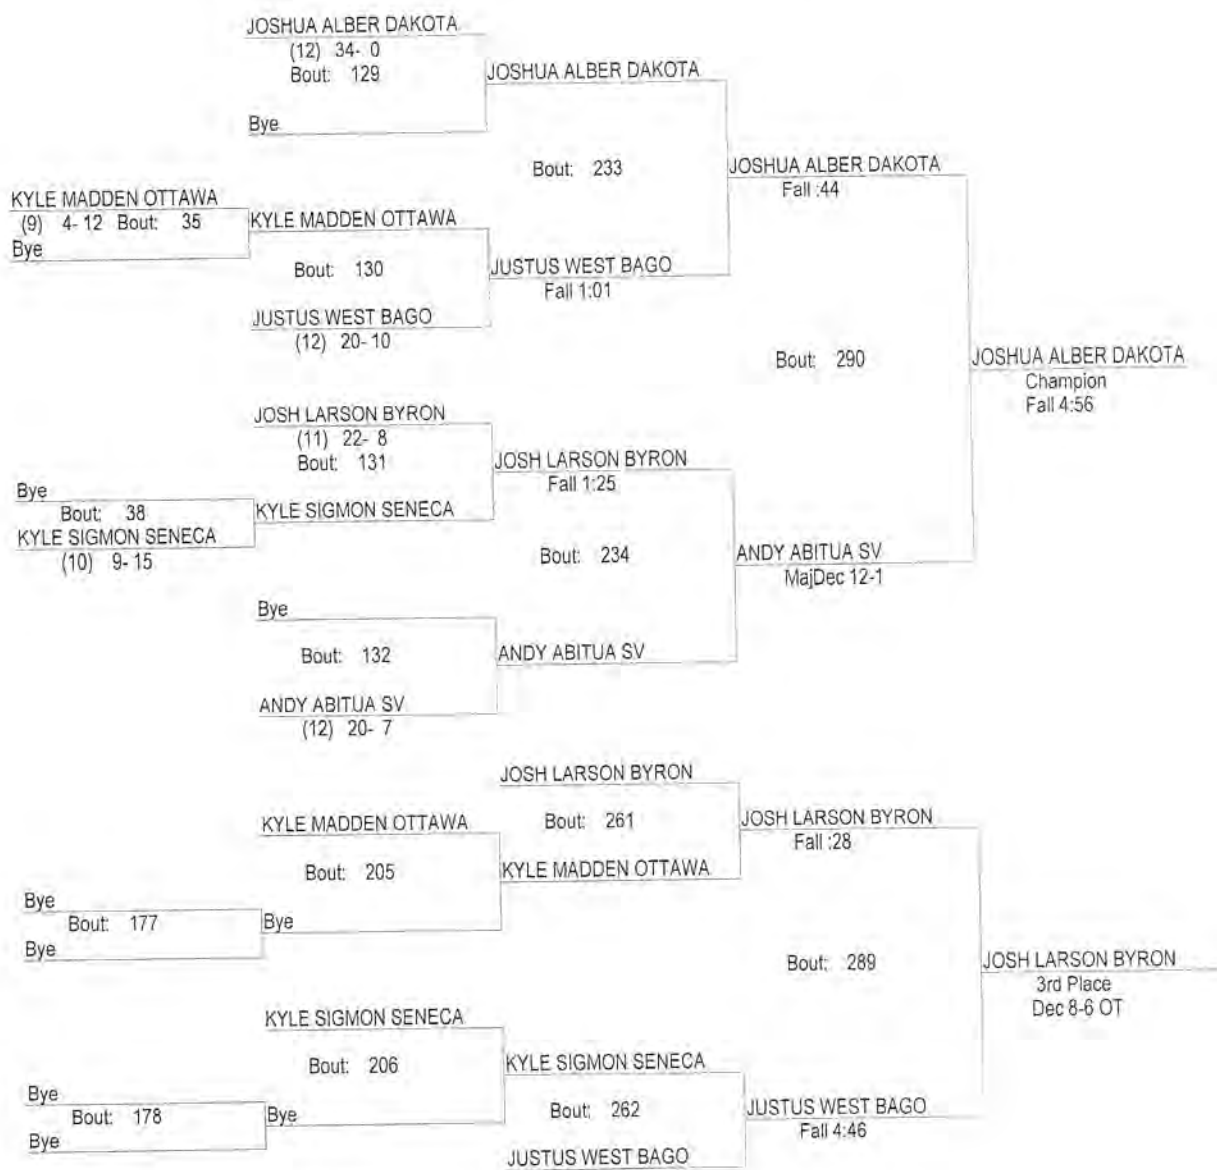 JOSHUA ALBER DAKOTA
(12) 34- 0
Bout: 129
JOSHUA ALBER DAKOTA
Bye
Bout: 233
JOSHUA ALBER DAKOTA
Fall :44
KYLE MADDEN OTTAWA
(9) 4- 12 Bout: 35
Bye
KYLE MADDEN OTTAWA
Bout: 130
JUSTUS WEST BAGO
Fall 1:01
JUSTUS WEST BAGO
(12) 20- 10
Bout: 290
JOSHUA ALBER DAKOTA
Champion
Fall 4:56
JOSH LARSON BYRON
(11) 22- 8
Bout: 131
JOSH LARSON BYRON
Fall 1:25
Bye
Bout: 38
KYLE SIGMON SENECA
KYLE SIGMON SENECA
(10) 9- 15
Bout: 234
ANDY ABITUA SV
MajDec 12-1
Bye
Bout: 132
ANDY ABITUA SV
ANDY ABITUA SV
(12) 20- 7
JOSH LARSON BYRON
KYLE MADDEN OTTAWA
Bout: 261
JOSH LARSON BYRON
Fall :28
Bout: 205
KYLE MADDEN OTTAWA
Bye
Bout: 177
Bye
Bye
Bout: 289
JOSH LARSON BYRON
3rd Place
Dec 8-6 OT
KYLE SIGMON SENECA
Bout: 206
KYLE SIGMON SENECA
Bye
Bout: 178
Bye
Bye
Bout: 262
JUSTUS WEST BAGO
Fall 4:46
JUSTUS WEST BAGO